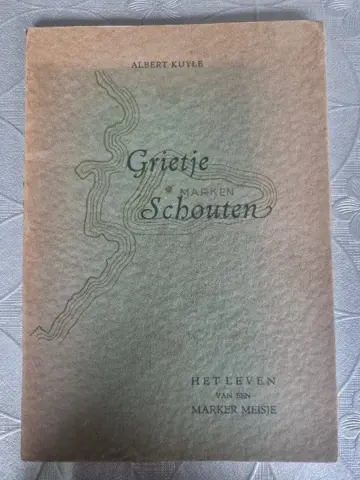 ALBERT KUYLE
Grietje
MARKEN
Schouten
HET LEVEN
VAN EEN
MARKER MEISJE